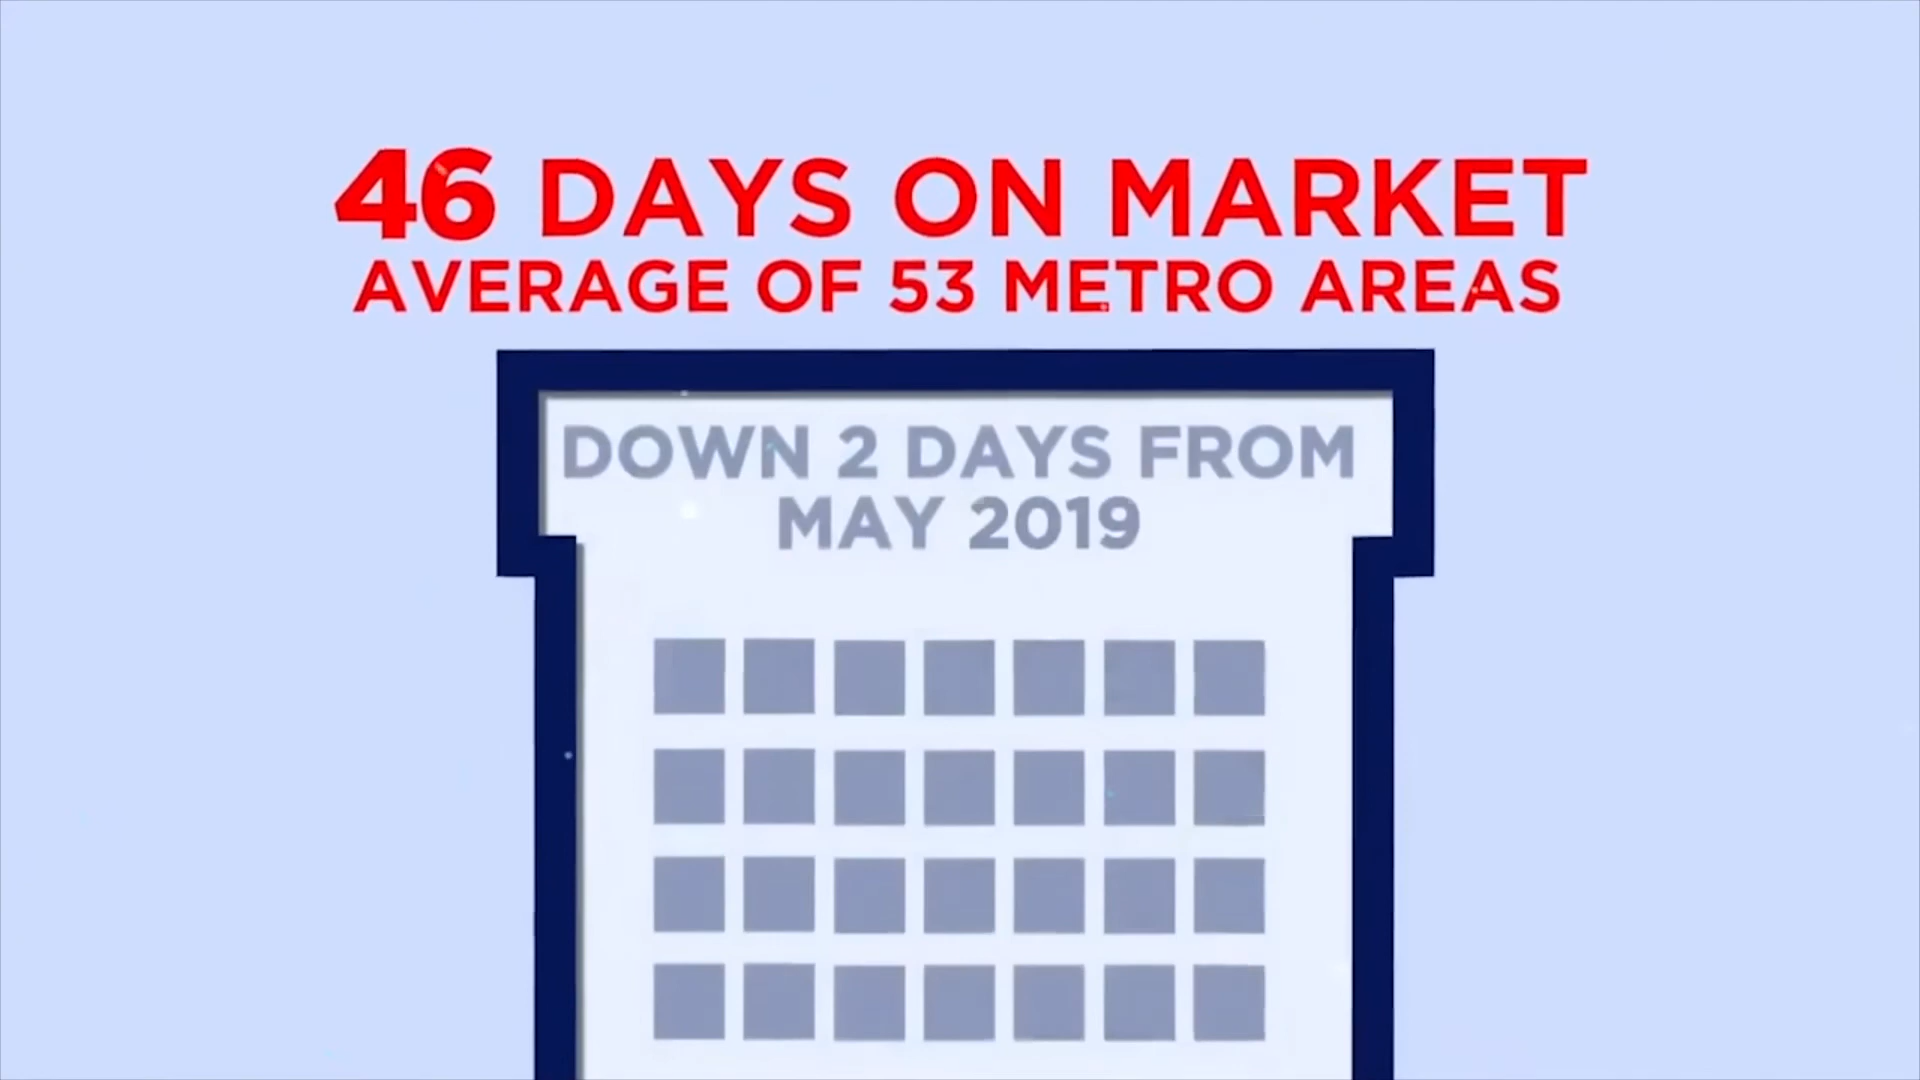 46 DAYS ON MARKET
AVERAGE OF 53 METRO AREAS
DOWN 2 DAYS FROM
MAY 2019